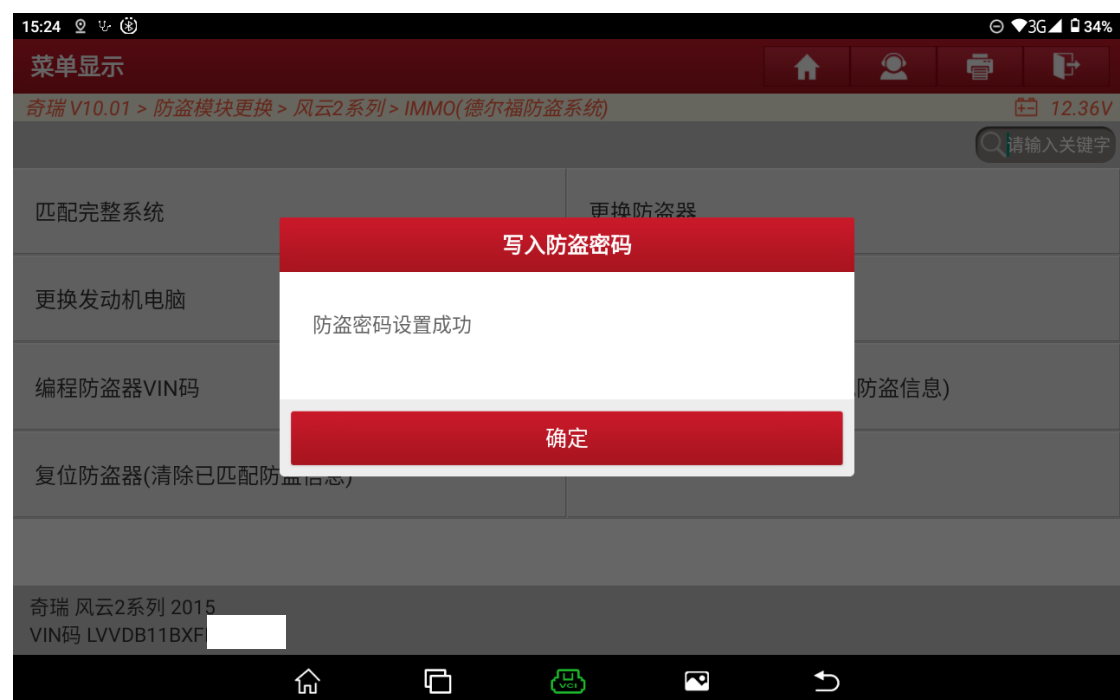 15:24
3G 34%
菜单显示
奇瑞 V10.01 > 防盗模块更换 > 风云2系列 > IMMO(德尔福防盗系统)
12.36V
请输入关键字
匹配完整系统
更换防盗器
写入防盗密码
更换发动机电脑
防盗密码设置成功
编程防盗器VIN码
防盗信息)
确定
复位防盗器(清除已匹配防盗信息)
奇瑞 风云2系列 2015
VIN码 LVVDB11BXF
VCI